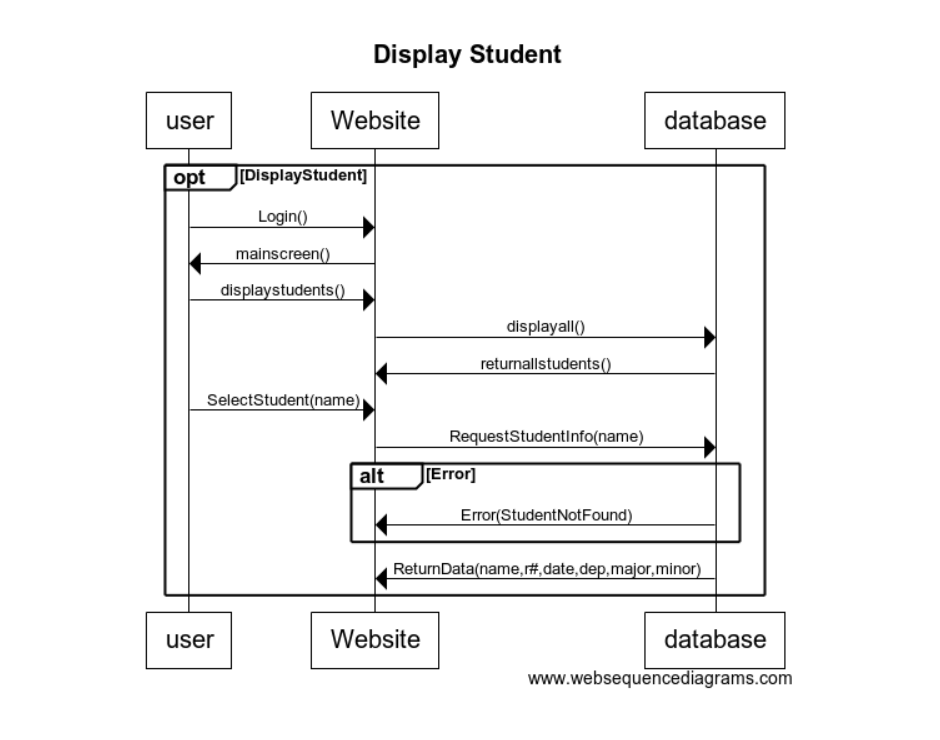 Display Student
user
Website
database
opt
[DisplayStudent]
Login()
mainscreen()
displaystudents()
displayall()
returnallstudents()
SelectStudent(name)
RequestStudentInfo(name)
alt
[Error]
Error(StudentNotFound)
ReturnData(name,r#,date,dep,major,minor)
user
Website
database
www.websequencediagrams.com